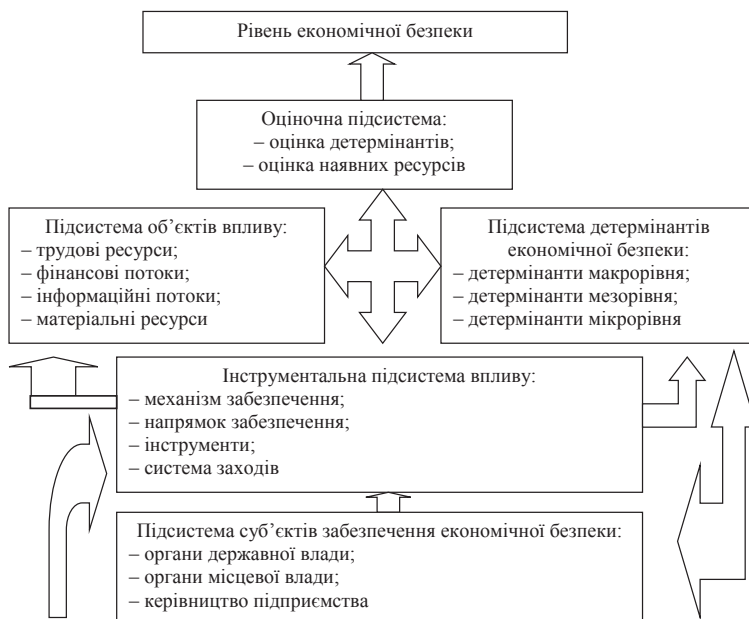 Рівень економічної безпеки
Оціночна підсистема:
– оцінка детермінантів;
– оцінка наявних ресурсів
Підсистема об’єктів впливу:
– трудові ресурси;
– фінансові потоки;
– інформаційні потоки;
– матеріальні ресурси
Підсистема детермінантів
економічної безпеки:
– детермінанти макрорівня;
– детермінанти мезорівня;
– детермінанти мікрорівня
Інструментальна підсистема впливу:
– механізм забезпечення;
– напрямок забезпечення;
– інструменти;
– система заходів
Підсистема суб’єктів забезпечення економічної безпеки:
– органи державної влади;
– органи місцевої влади;
– керівництво підприємства